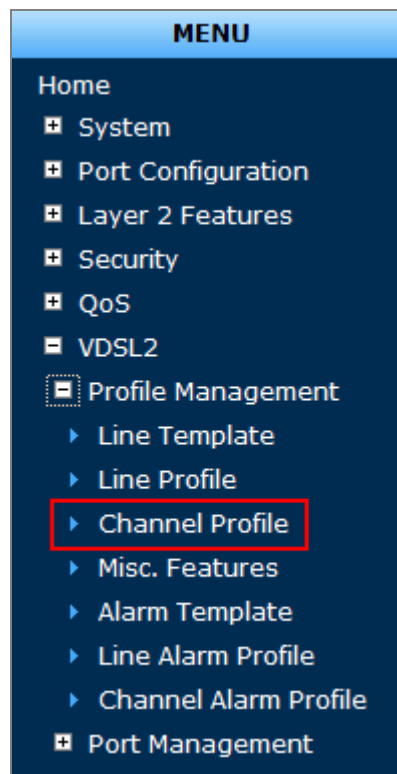 MENU
Home
System
Port Configuration
Layer 2 Features
Security
QoS
VDSL2
Profile Management
Line Template
Line Profile
Channel Profile
Misc. Features
Alarm Template
Line Alarm Profile
Channel Alarm Profile
Port Management